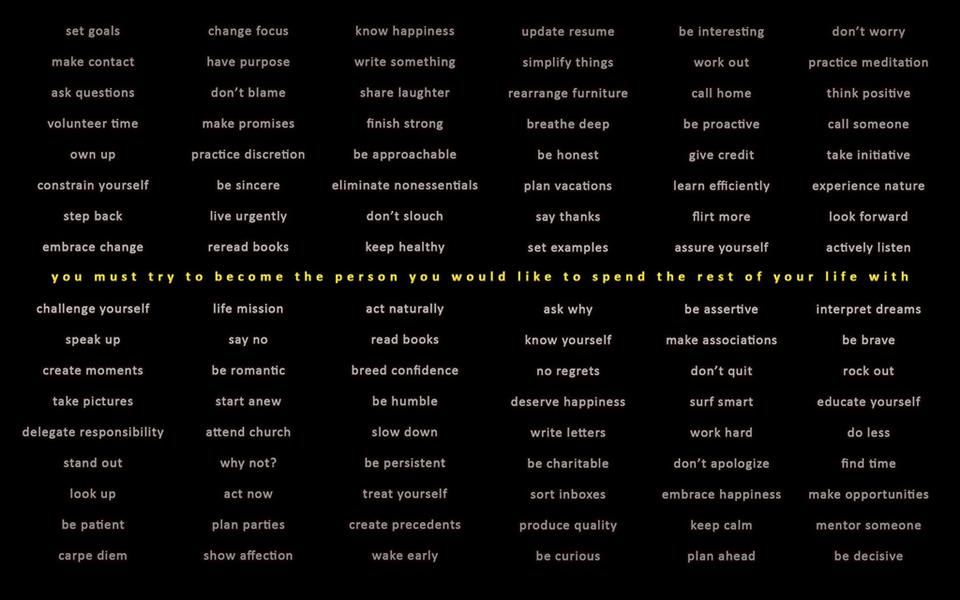 set goals change focus know happiness update resume be interesting don't worry
make contact have purpose write something simplify things work out practice meditation
ask questions don't blame share laughter rearrange furniture call home think positive
volunteer time make promises finish strong breathe deep be proactive call someone
own up practice discretion be approachable be honest give credit take initiative
constrain yourself be sincere eliminate nonessentials plan vacations learn efficiently experience nature
step back live urgently don't slouch say thanks flirt more look forward
embrace change reread books keep healthy set examples assure yourself actively listen
you must try to become the person you would like to spend the rest of your life with
challenge yourself life mission act naturally ask why be assertive interpret dreams
speak up say no read books know yourself make associations be brave
create moments be romantic breed confidence no regrets don't quit rock out
take pictures start anew be humble deserve happiness surf smart educate yourself
delegate responsibility attend church slow down write letters work hard do less
stand out why not? be persistent be charitable don't apologize find time
look up act now treat yourself sort inboxes embrace happiness make opportunities
be patient plan parties create precedents produce quality keep calm mentor someone
carpe diem show affection wake early be curious plan ahead be decisive